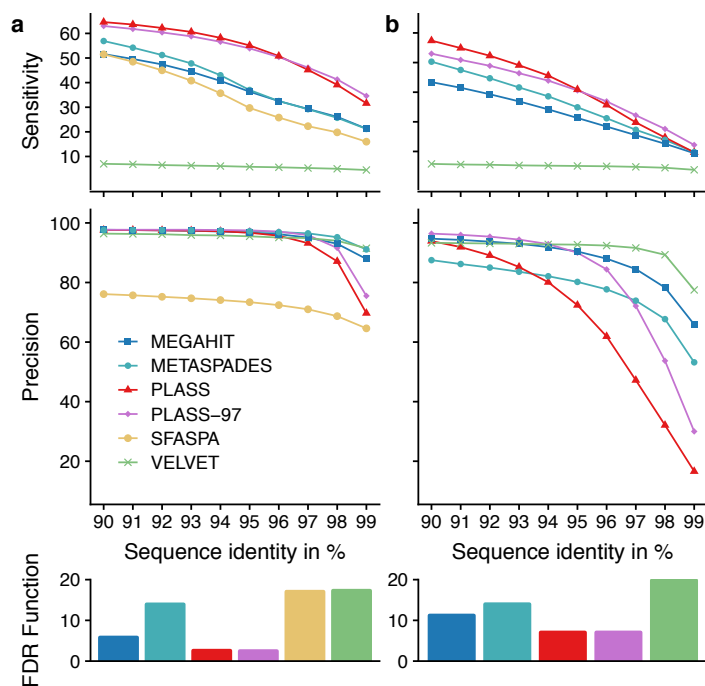 a
b
Sensitivity
60
50
40
30
20
10
Precision
100
80
60
40
20
MEGAHIT
METASPADES
PLASS
PLASS−97
SFASPA
VELVET
90 91 92 93 94 95 96 97 98 99
90 91 92 93 94 95 96 97 98 99
Sequence identity in %
Sequence identity in %
FDR Function
20
10
0
20
10
0